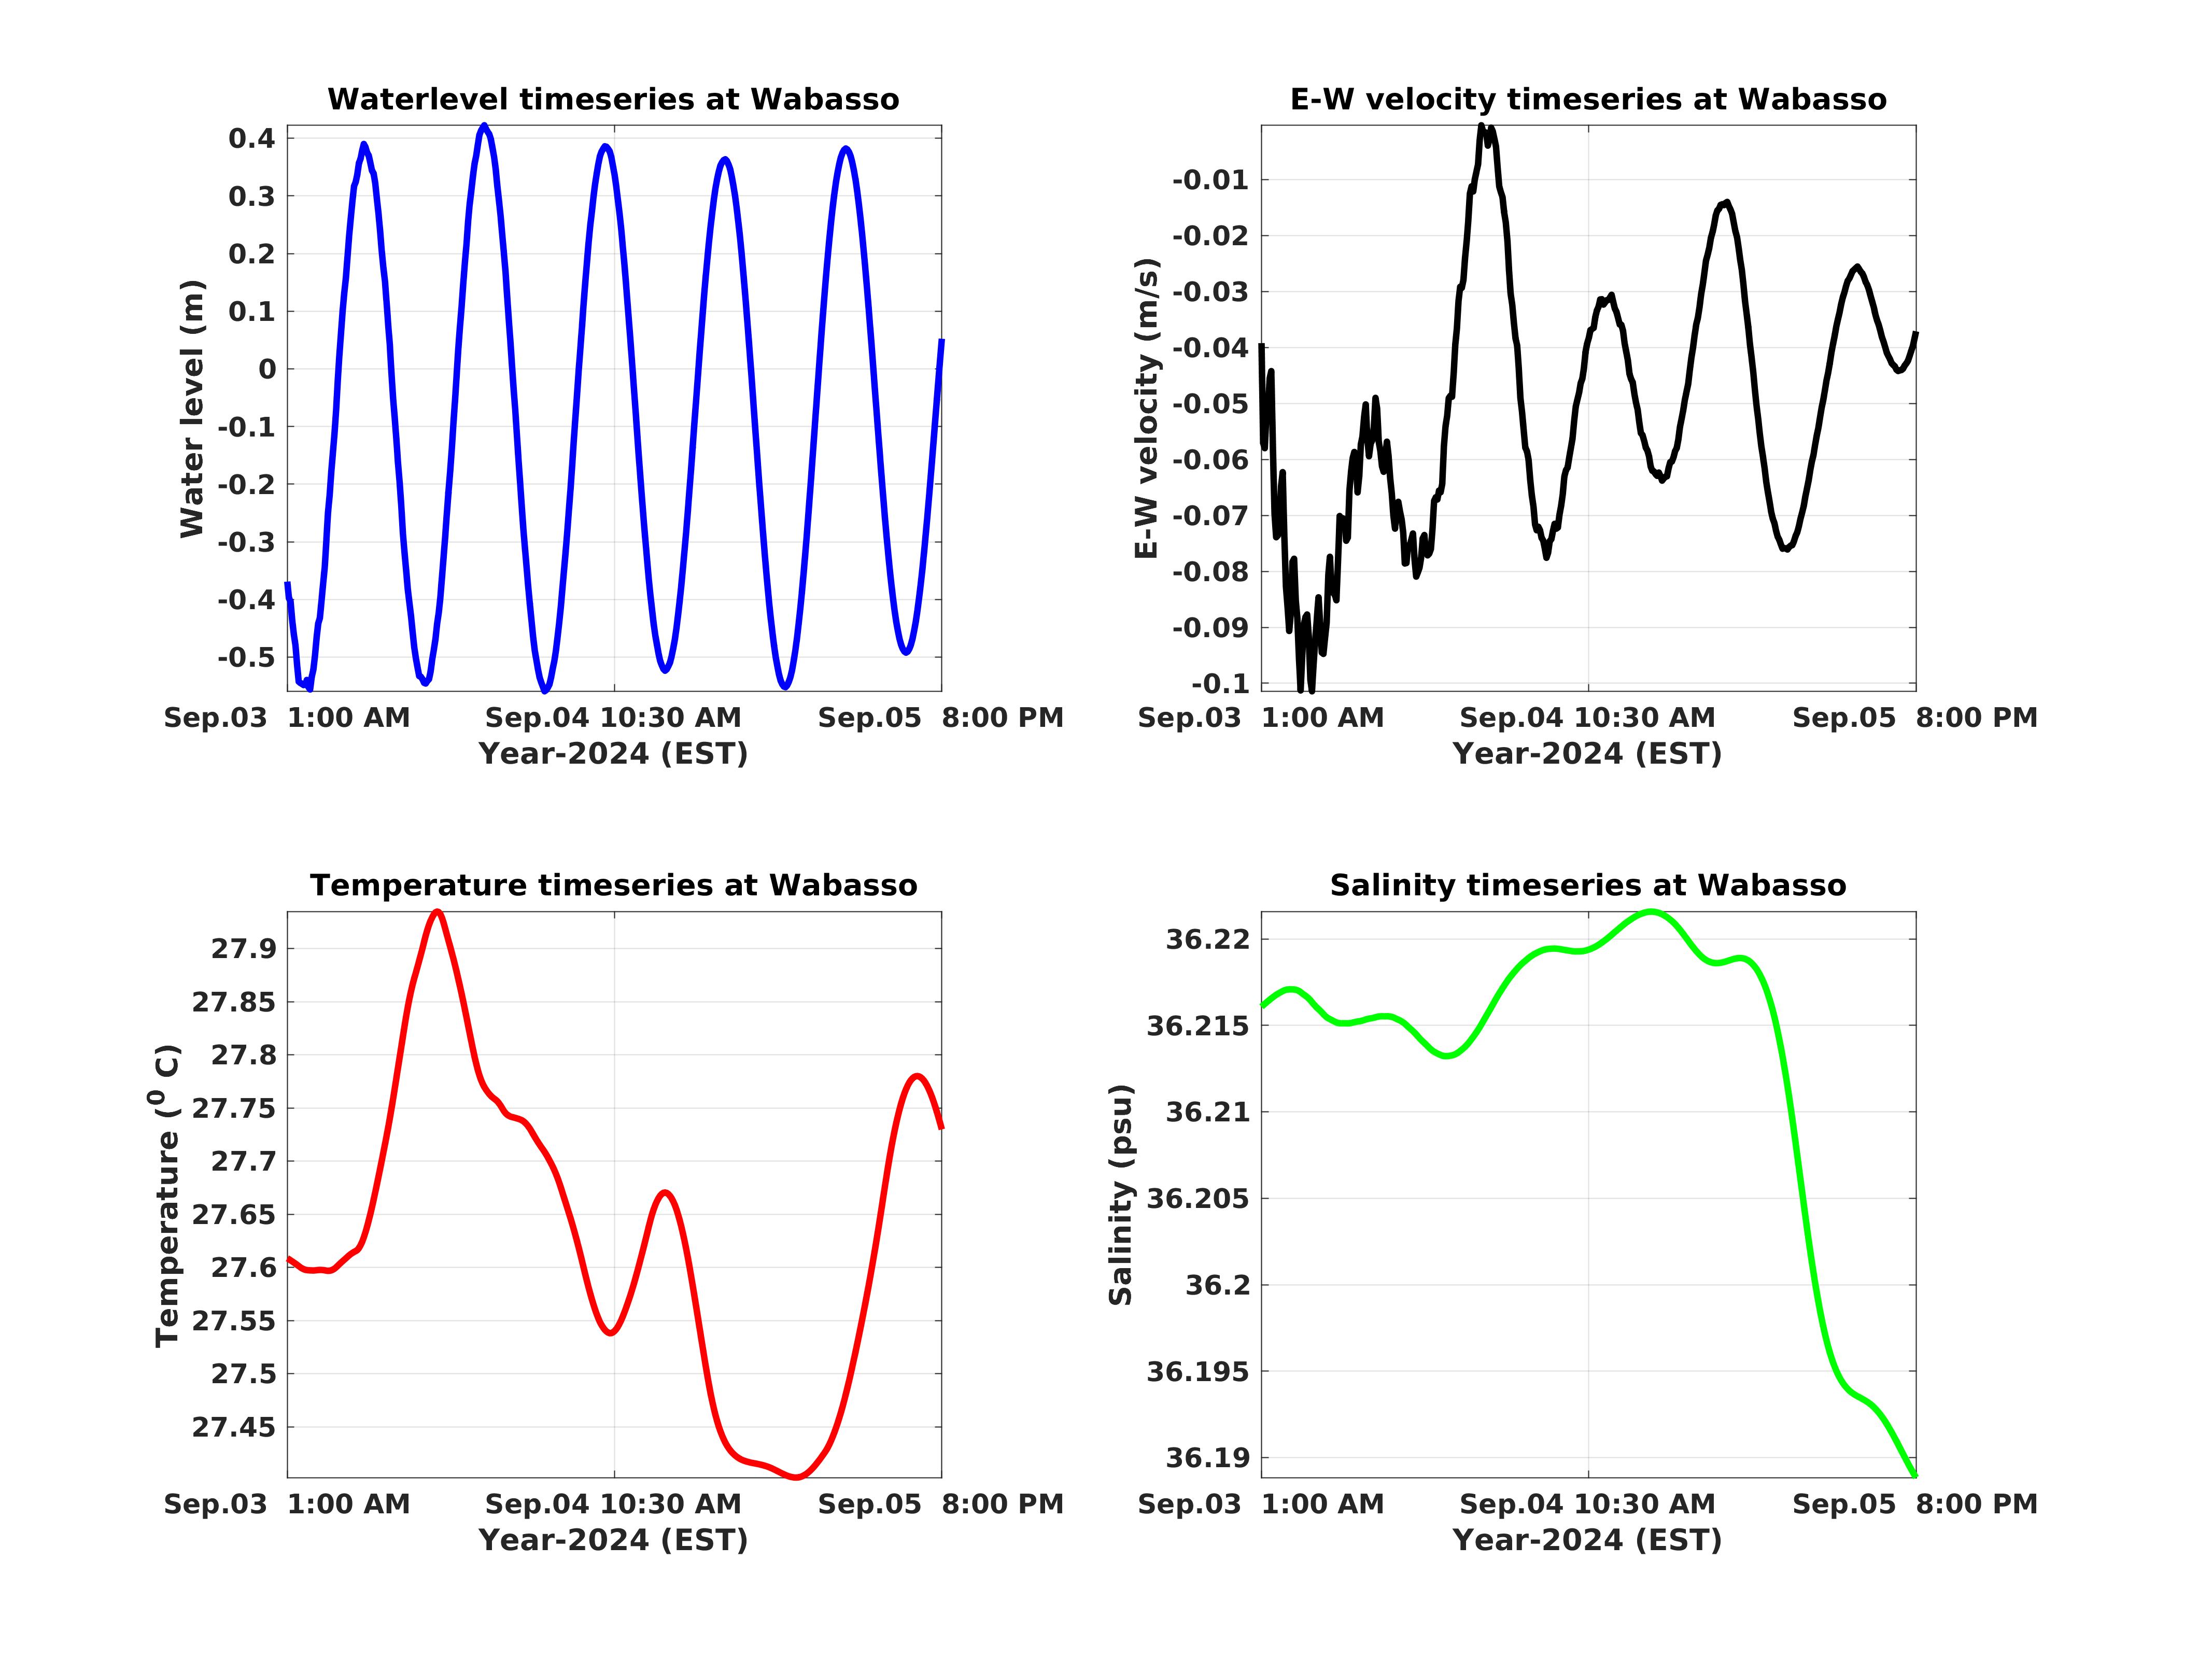 Waterlevel timeseries at Wabasso
0.4
0.3
0.2
0.1
0
-0.1
-0.2
-0.3
-0.4
-0.5
Water level (m)
Sep.03 1:00 AM
Sep.04 10:30 AM
Sep.05 8:00 PM
Year-2024 (EST)
E-W velocity timeseries at Wabasso
-0.01
-0.02
-0.03
-0.04
-0.05
-0.06
-0.07
-0.08
-0.09
-0.1
E-W velocity (m/s)
Sep.03 1:00 AM
Sep.04 10:30 AM
Sep.05 8:00 PM
Year-2024 (EST)
Temperature timeseries at Wabasso
27.9
27.85
27.8
27.75
27.7
27.65
27.6
27.55
27.5
27.45
Temperature (⁰ C)
Sep.03 1:00 AM
Sep.04 10:30 AM
Sep.05 8:00 PM
Year-2024 (EST)
Salinity timeseries at Wabasso
36.22
36.215
36.21
36.205
36.2
36.195
36.19
Salinity (psu)
Sep.03 1:00 AM
Sep.04 10:30 AM
Sep.05 8:00 PM
Year-2024 (EST)